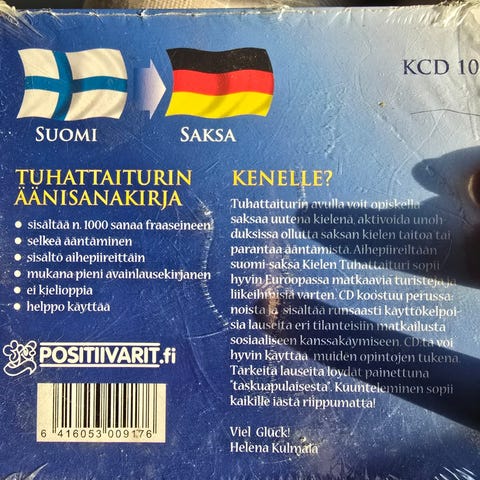 KCD 10
SUOMI
SAKSA
TUHATTAITURIN
ÄÄNISANAKIRJA
• sisältää n. 1000 sanaa fraaseineen
• selkeä ääntäminen
• sisältö aihepiireittäin
• mukana pieni avainlausekirjanen
• ei kielioppia
• helppo käyttää
POSITIIVARIT.fi
6 416053 009176
KENELLE?
Tuhattaiturin avulla voit opiskella
saksaa uutena kielenä, aktivoida unoh-
duksissa ollutta saksan kielen taitoa tai
parantaa ääntämistä. Aihepiireiltään
suomi-saksa Kielen Tuhattaituri sopii
hyvin Euroopassa matkaavia turisteja ja
liikeihmisiä varten. CD koostuu perussa-
noista ja sisältää runsaasti käyttökelpoi-
sia lauseita eri tilanteisiin matkailusta
sosiaaliseen kanssakäymiseen. CD:tä voi
hyvin käyttää muiden opintojen tukena.
Tärkeitä lauseita löydät painettuna
"taskuapulaisesta". Kuunteleminen sopii
kaikille iästä riippumatta!
Viel Glück!
Helena Kulmala